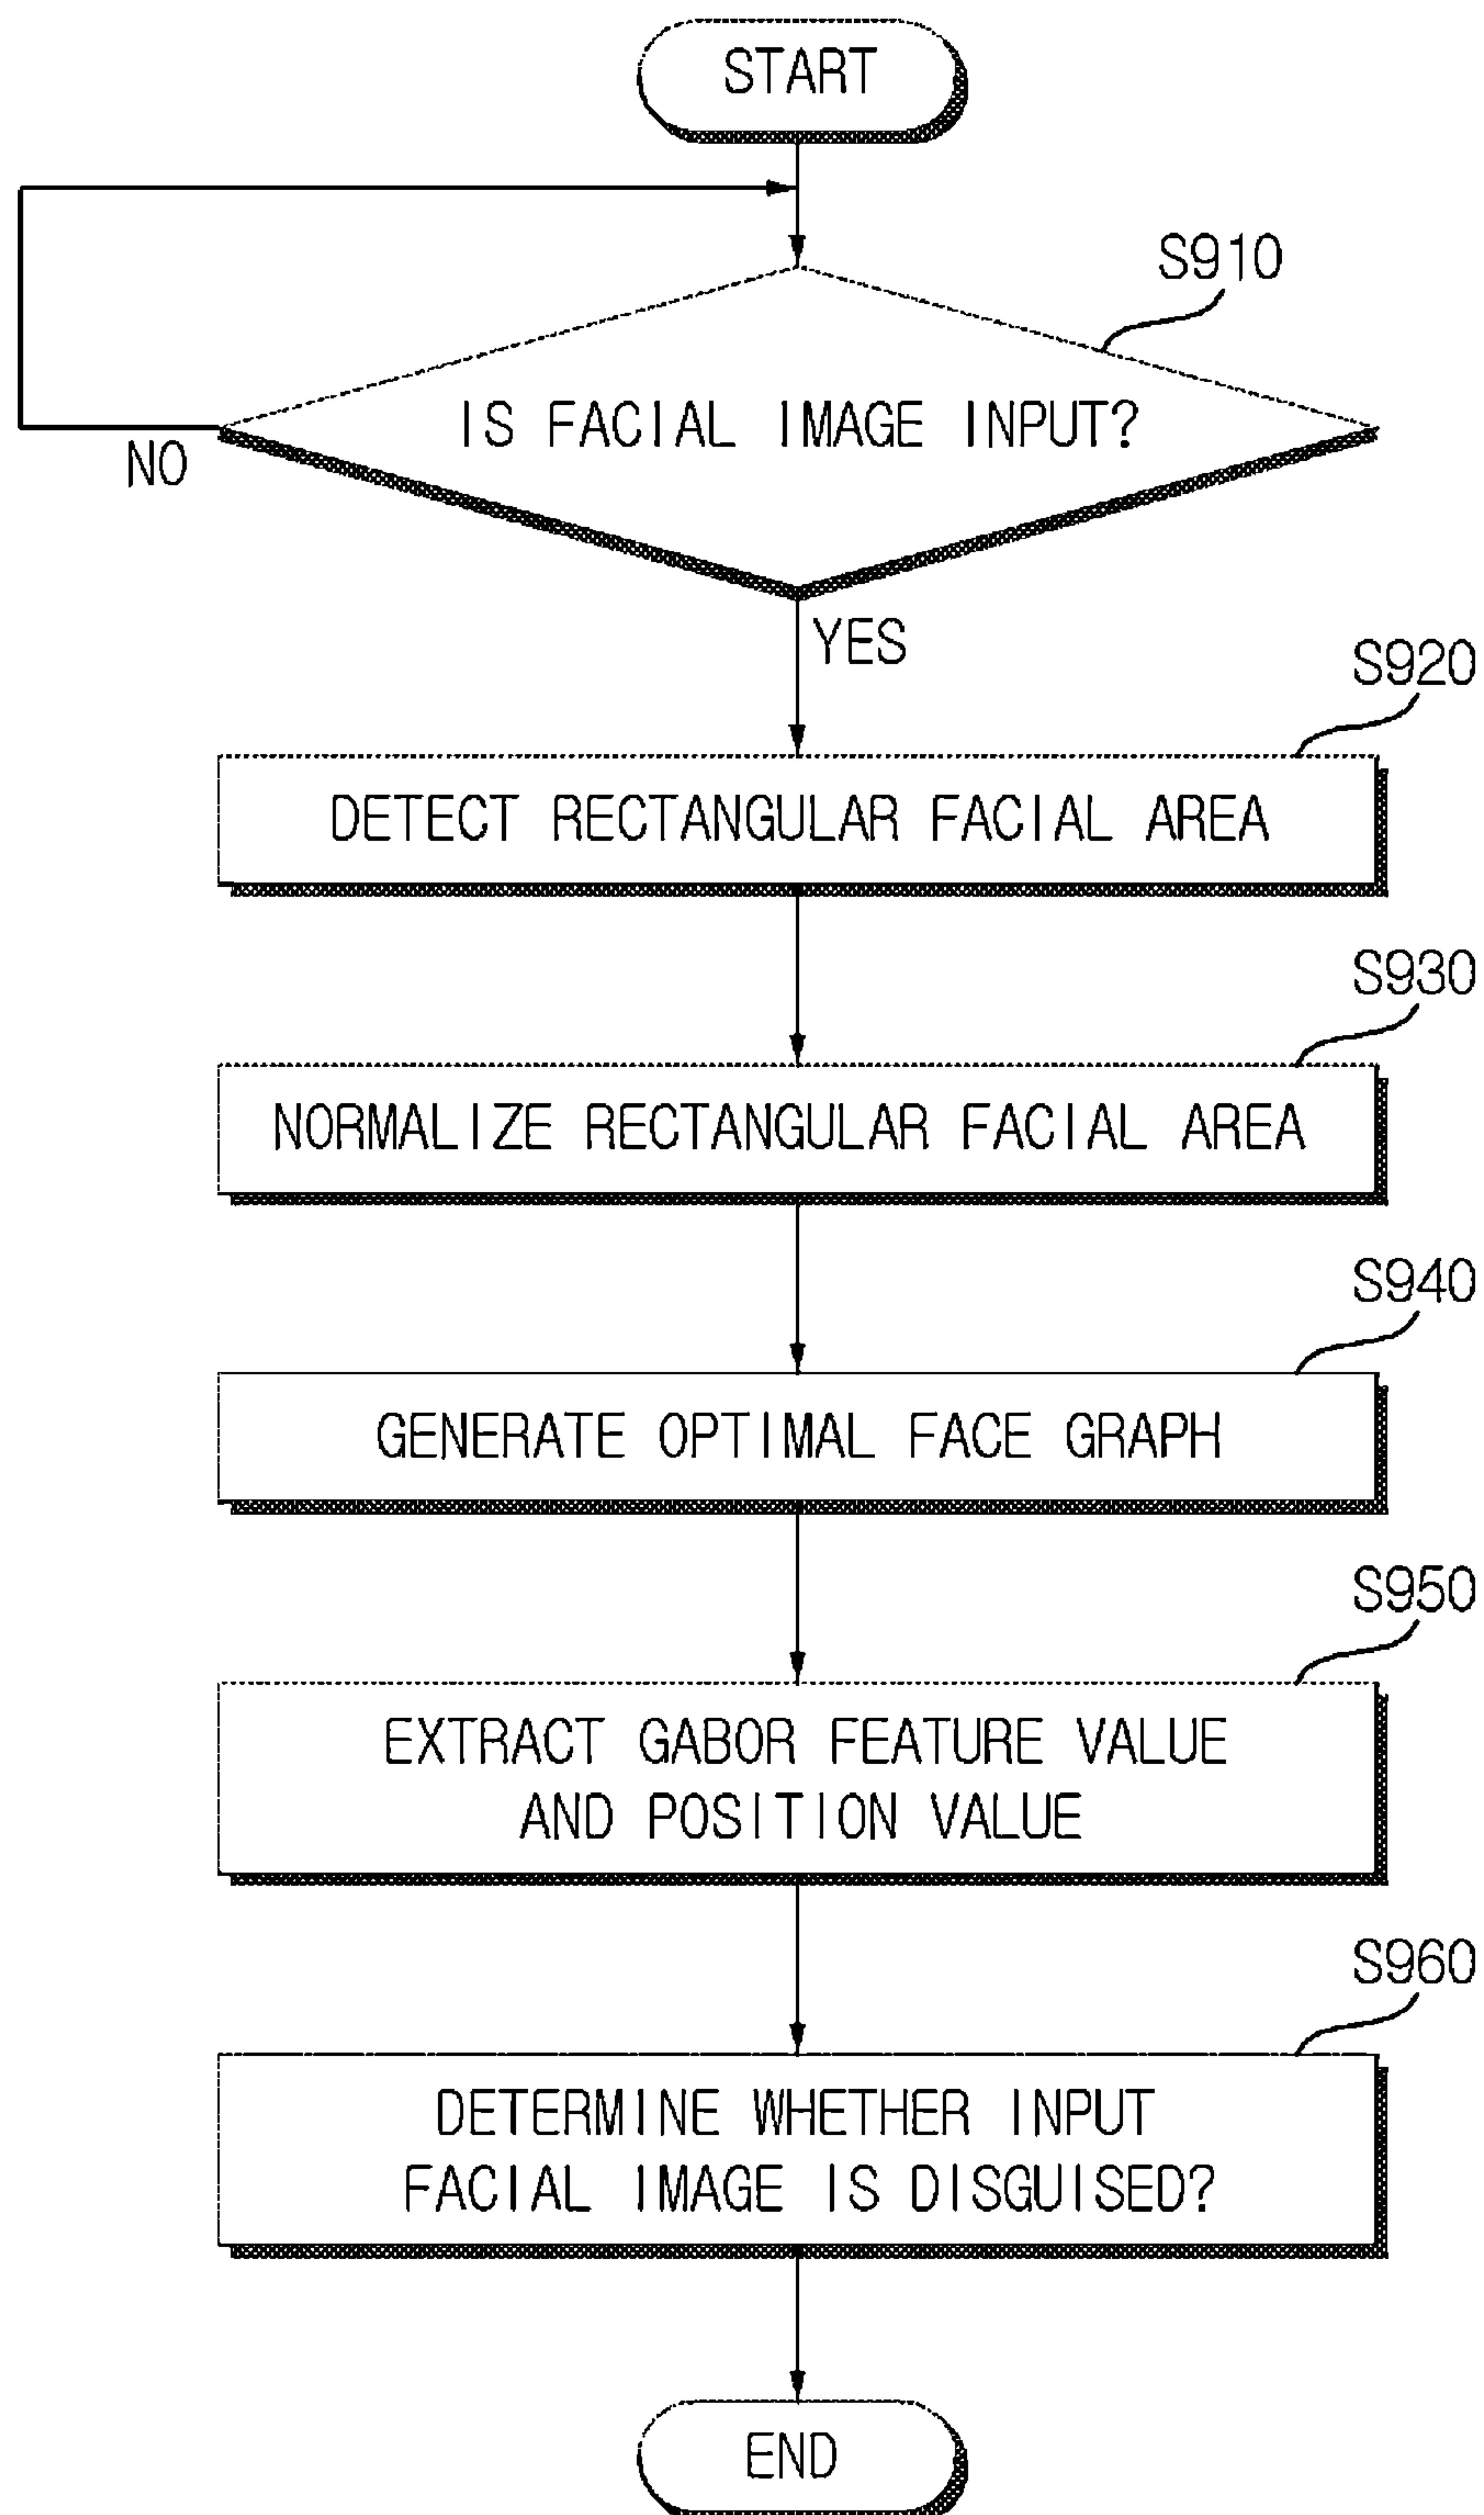 START
S910
IS FACIAL IMAGE INPUT?
NO
YES
S920
DETECT RECTANGULAR FACIAL AREA
S930
NORMALIZE RECTANGULAR FACIAL AREA
S940
GENERATE OPTIMAL FACE GRAPH
S950
EXTRACT GABOR FEATURE VALUE
AND POSITION VALUE
S960
DETERMINE WHETHER INPUT
FACIAL IMAGE IS DISGUISED?
END